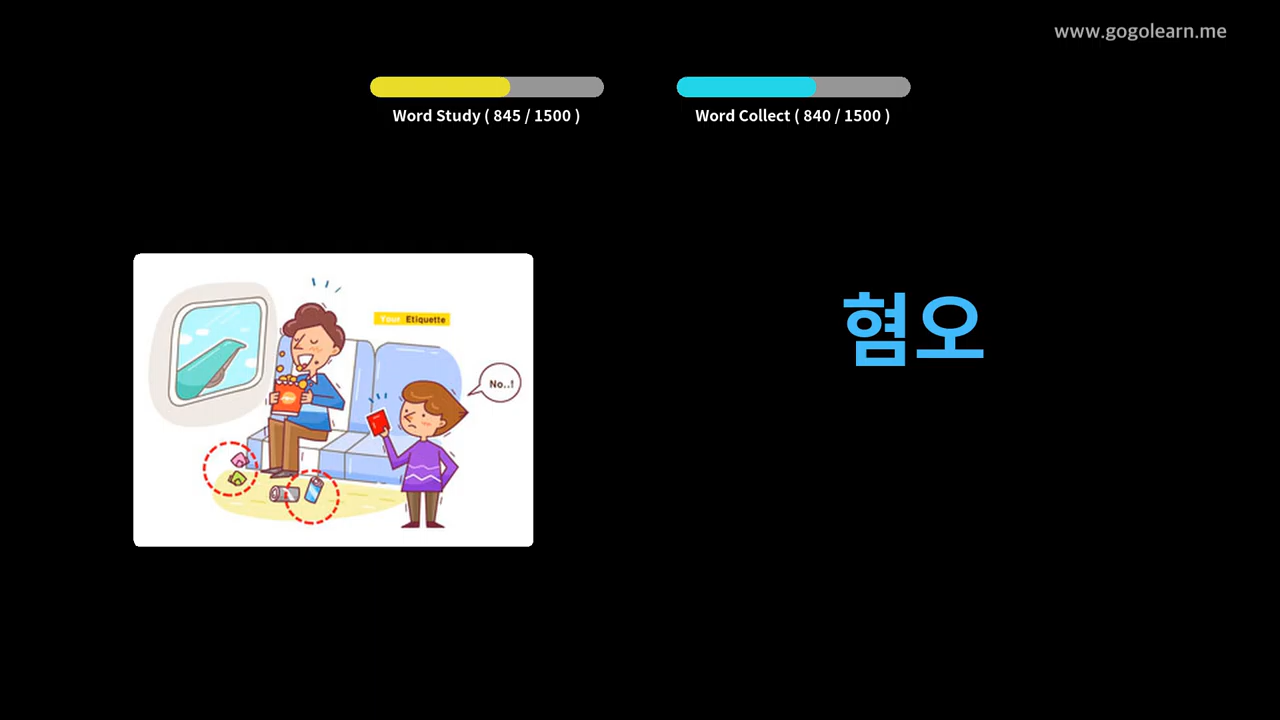 www.gogolearn.me
Word Study ( 845 / 1500 )
Word Collect ( 840 / 1500 )
Your Etiquette
No..!
혐오